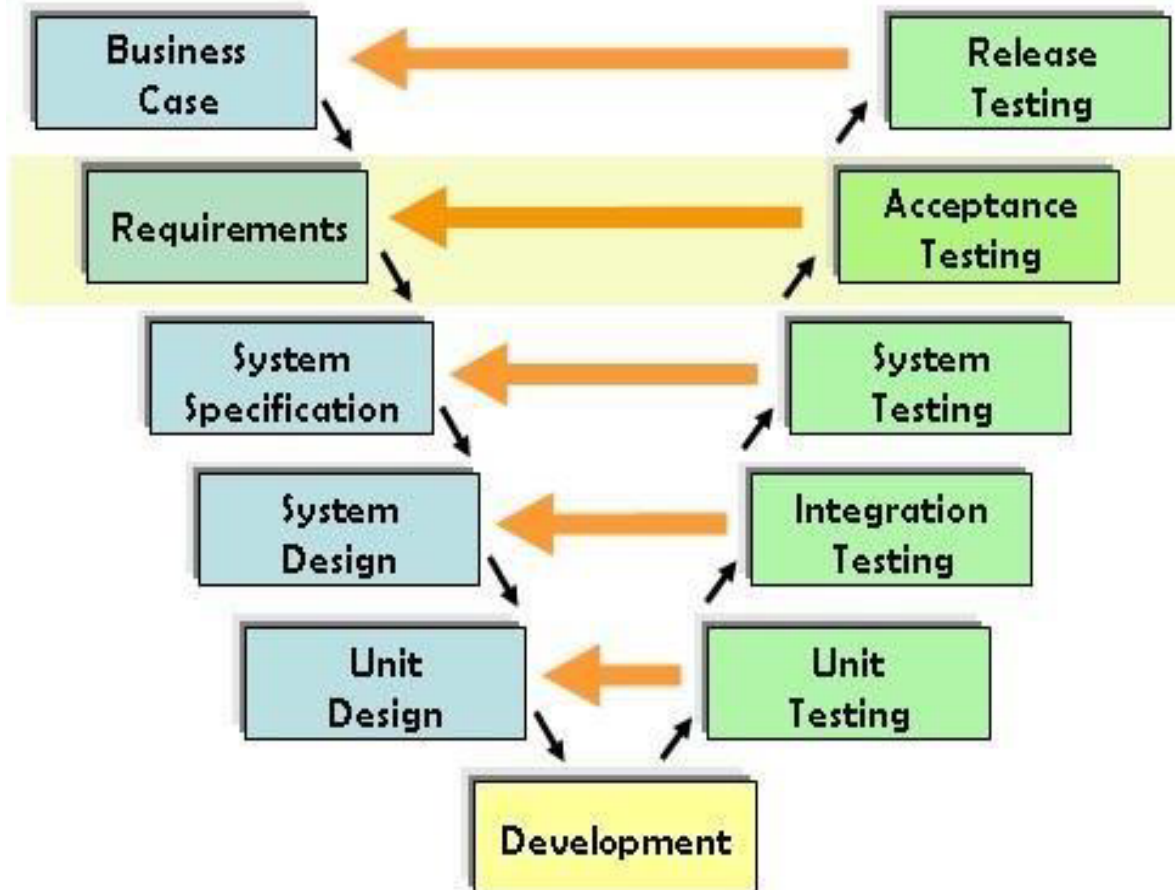 Business
Case
Release
Testing
Requirements
Acceptance
Testing
System
Specification
System
Testing
System
Design
Integration
Testing
Unit
Design
Unit
Testing
Development